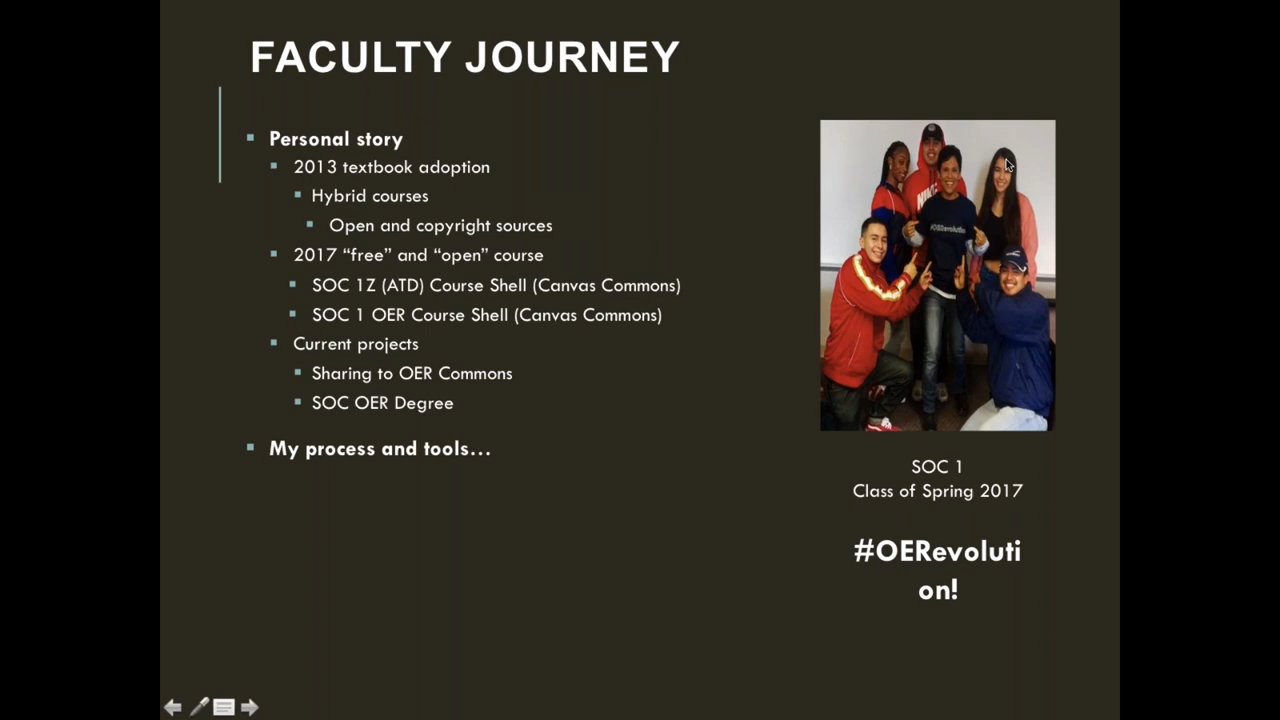 FACULTY JOURNEY
Personal story
2013 textbook adoption
Hybrid courses
Open and copyright sources
2017 “free” and “open” course
SOC 1Z (ATD) Course Shell (Canvas Commons)
SOC 1 OER Course Shell (Canvas Commons)
Current projects
Sharing to OER Commons
SOC OER Degree
My process and tools...
#OERevolution
SOC 1
Class of Spring 2017
#OERevoluti
on!